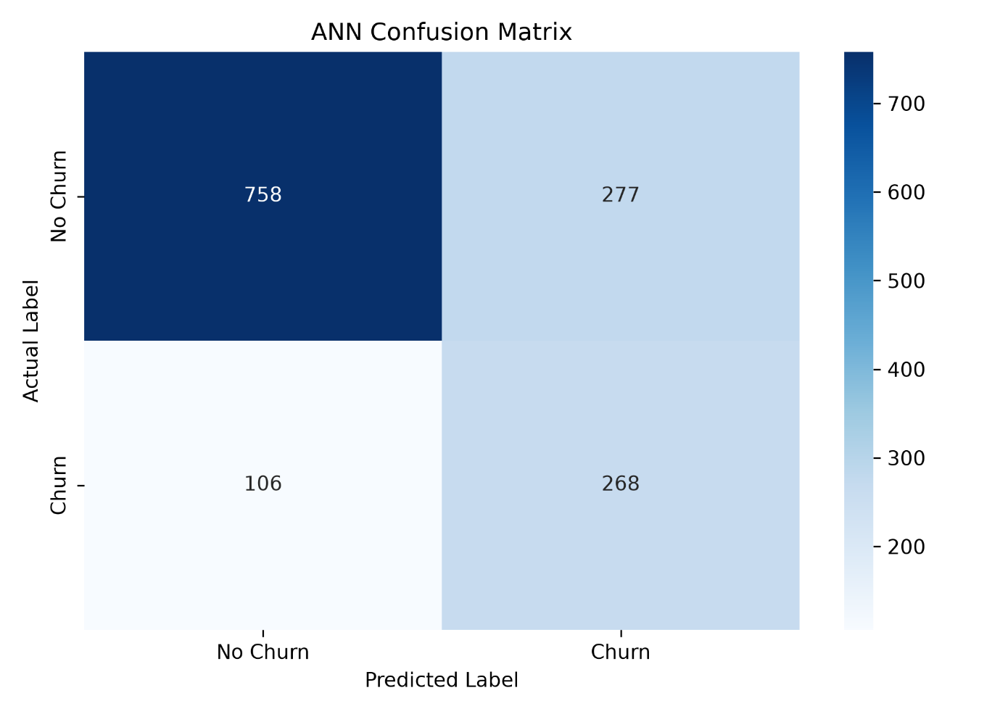 ANN Confusion Matrix
No Churn
Churn
Actual Label
758
277
106
268
No Churn
Churn
Predicted Label
700
600
500
400
300
200